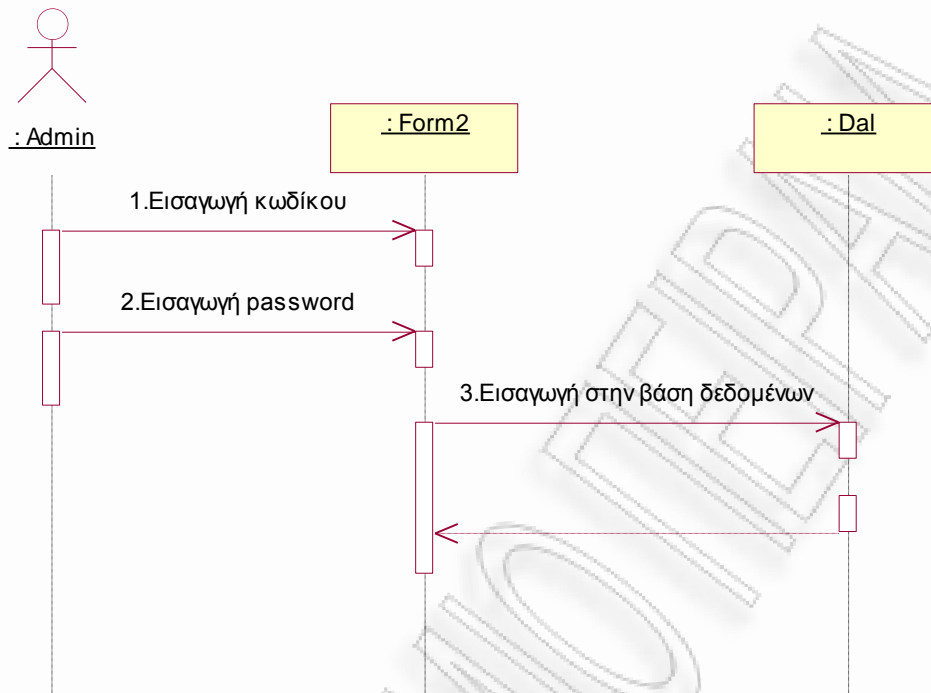 : Admin
: Form2
: Dal
1.Εισαγωγή κωδίκου
2.Εισαγωγή password
3.Εισαγωγή στην βάση δεδομένων